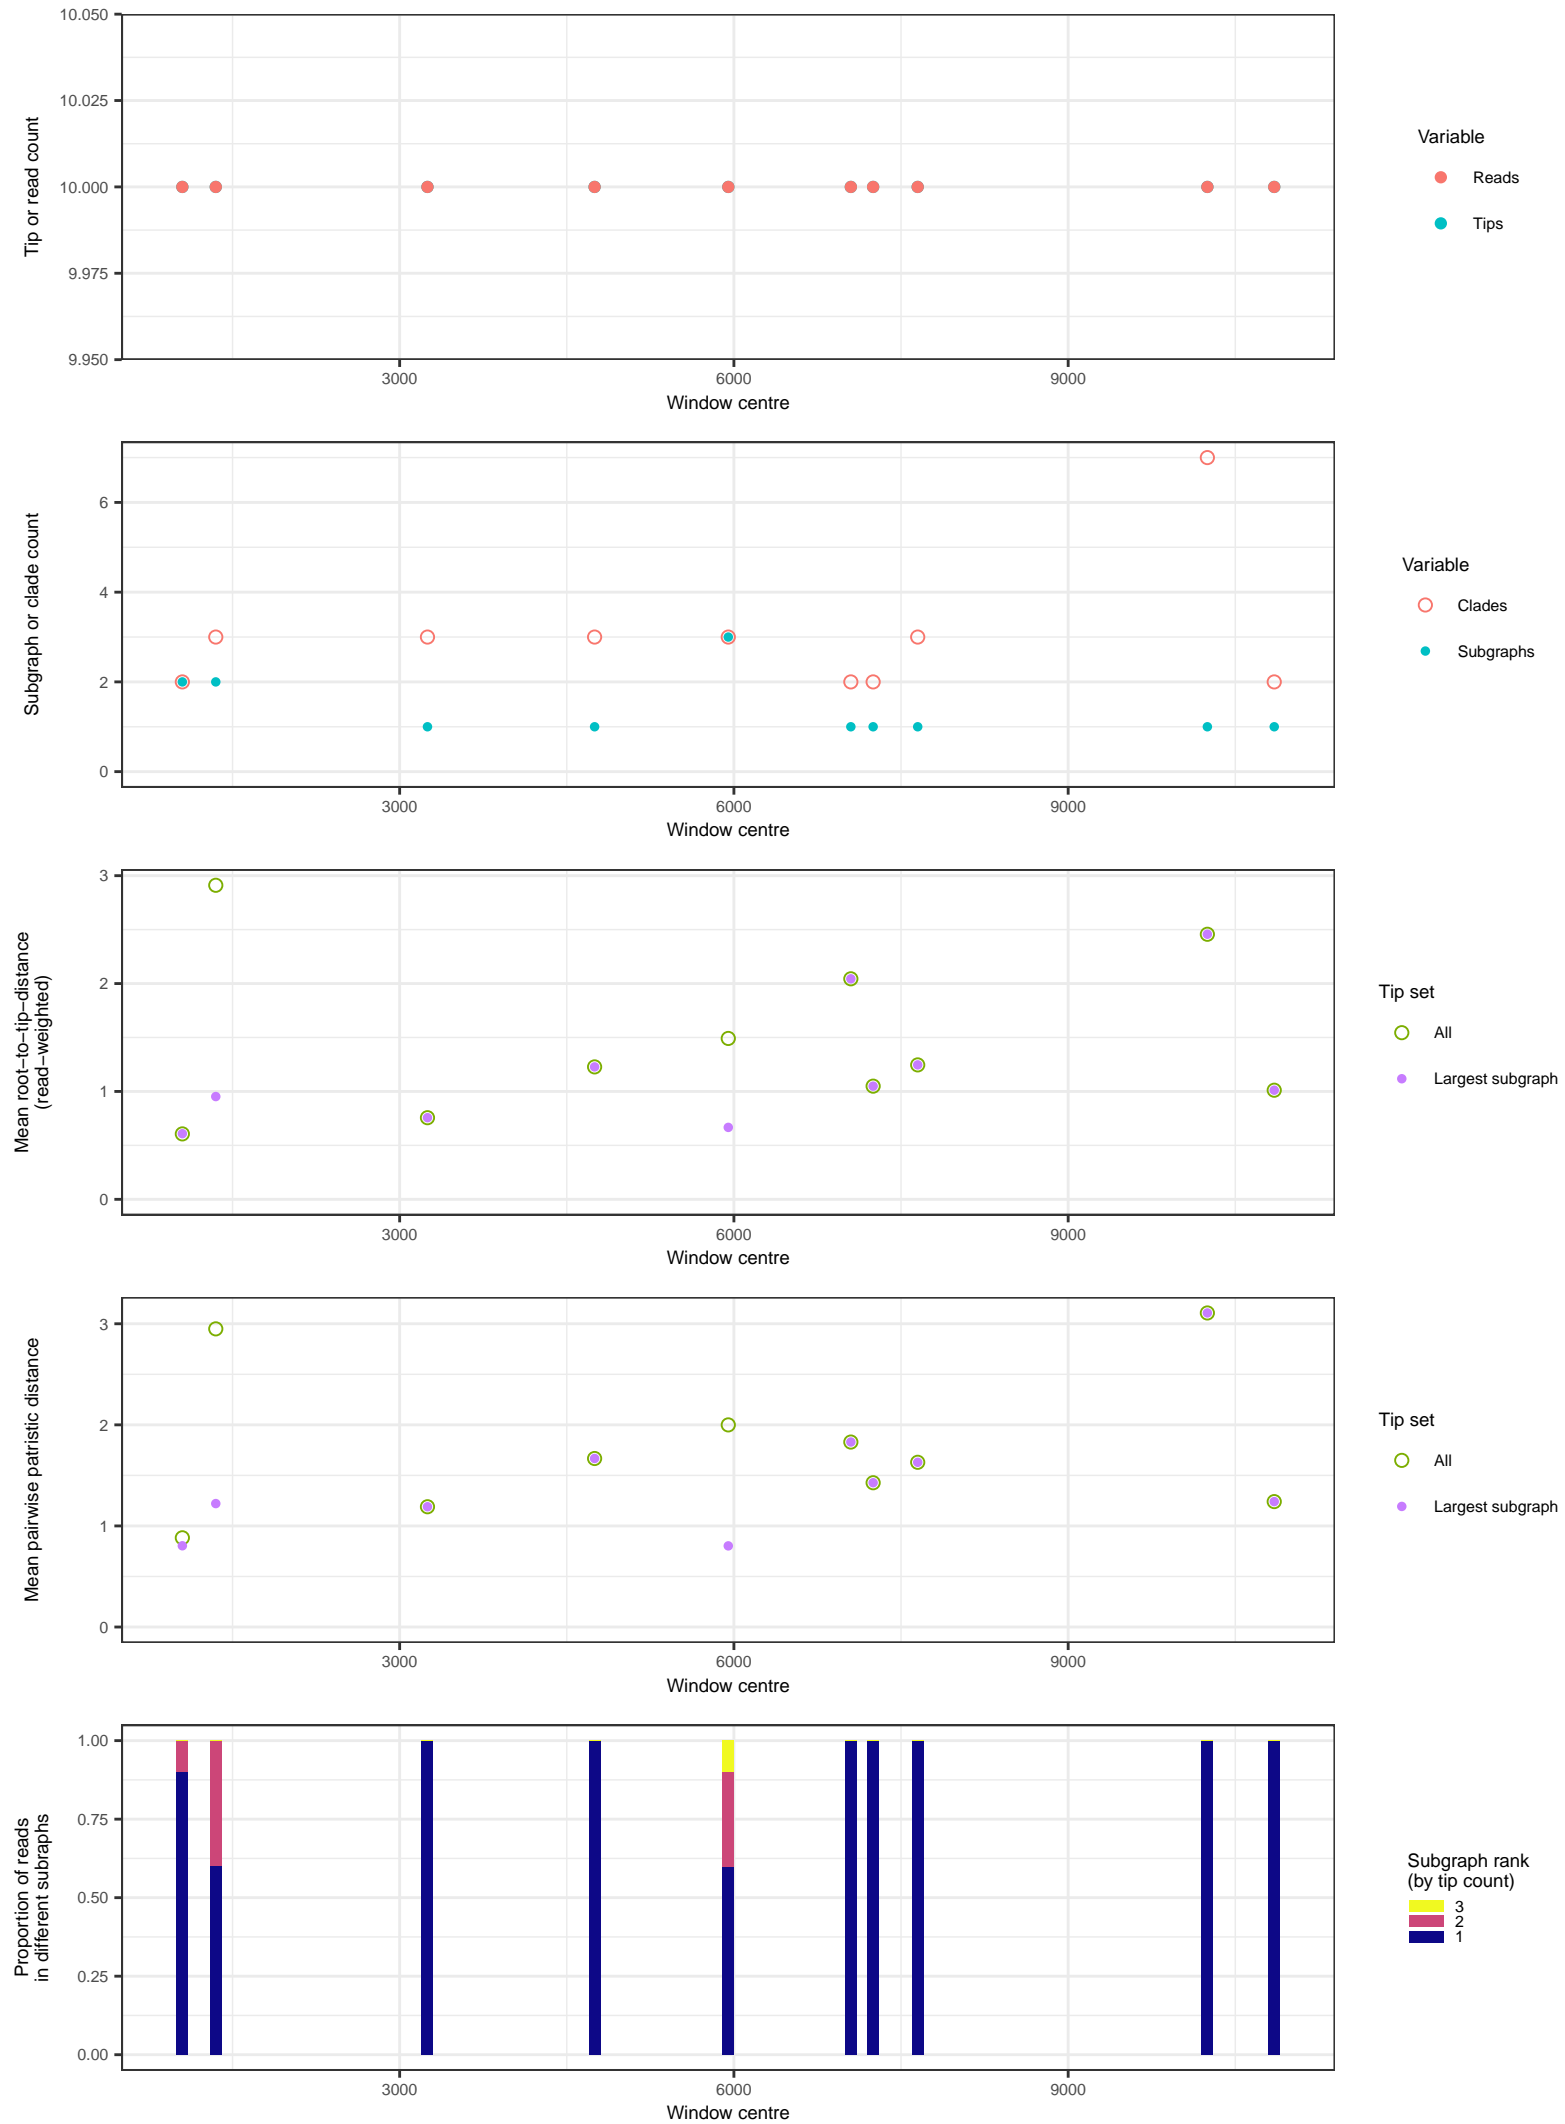 10.050
10.025
10.000
9.975
9.950
Tip or read count
3000 6000 9000
Window centre
Variable
Reads
Tips
6
4
2
0
Subgraph or clade count
3000 6000 9000
Window centre
Variable
Clades
Subgraphs
3
2
1
0
Mean root−to−tip−distance
(read−weighted)
3000 6000 9000
Window centre
Tip set
All
Largest subgraph
3
2
1
0
Mean pairwise patristic distance
3000 6000 9000
Window centre
Tip set
All
Largest subgraph
1.00
0.75
0.50
0.25
0.00
Proportion of reads
in different subraphs
3000 6000 9000
Window centre
Subgraph rank
(by tip count)
3
2
1